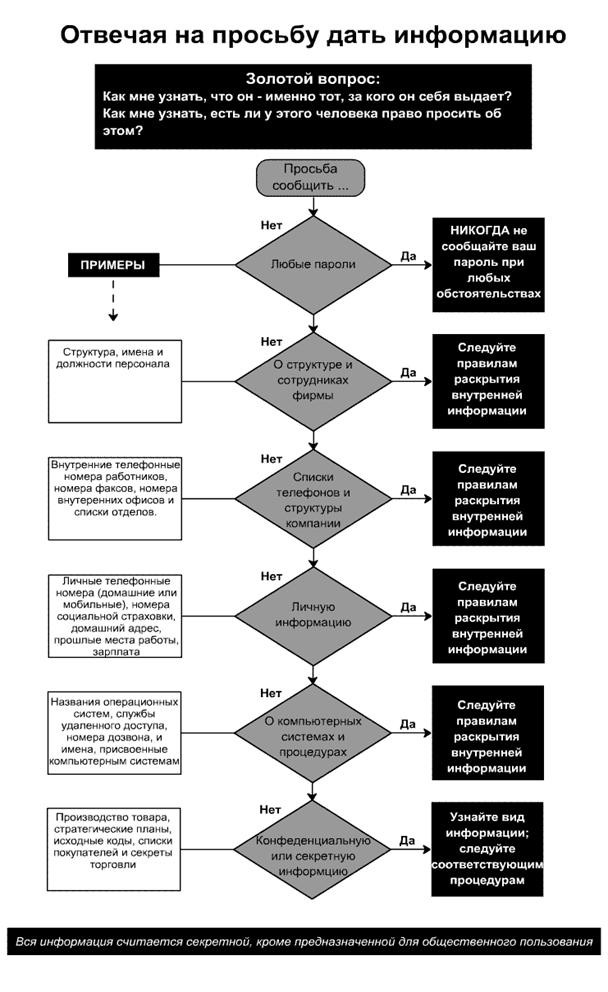 Отвечая на просьбу дать информацию
Золотой вопрос:
Как мне узнать, что он - именно тот, за кого он себя выдает?
Как мне узнать, есть ли у этого человека право просить об
этом?
Просьба
сообщить ...
Нет
ПРИМЕРЫ
Любые пароли
Да
НИКОГДА не
сообщайте ваш
пароль при
любых
обстоятельствах
Нет
Структура, имена и
должности персонала
О структуре и
сотрудниках
фирмы
Да
Следуйте
правилам
раскрытия
внутренней
информации
Нет
Внутренние телефонные
номера работников,
номера факсов, номера
внутеренних офисов и
списки отделов.
Списки
телефонов и
структуры
компании
Да
Следуйте
правилам
раскрытия
внутренней
информации
Нет
Личные телефонные
номера (домашние или
мобильные), номера
социальной страховки,
домашний адрес,
прошлые места работы,
зарплата
Личную
информацию
Да
Следуйте
правилам
раскрытия
внутренней
информации
Нет
Названия операционных
систем, службы
удаленного доступа,
номера дозвона, и
имена, присвоенные
компьютерным системам
О компьютерных
системах и
процедурах
Да
Следуйте
правилам
раскрытия
внутренней
информации
Нет
Производство товара,
стратегические планы,
исходные коды, списки
покупателей и секреты
торговли
Конфеденциальную
или секретную
информцию
Да
Узнайте вид
информации;
следуйте
соответствующим
процедурам
Вся информация считается секретной, кроме предназначенной для общественного пользования